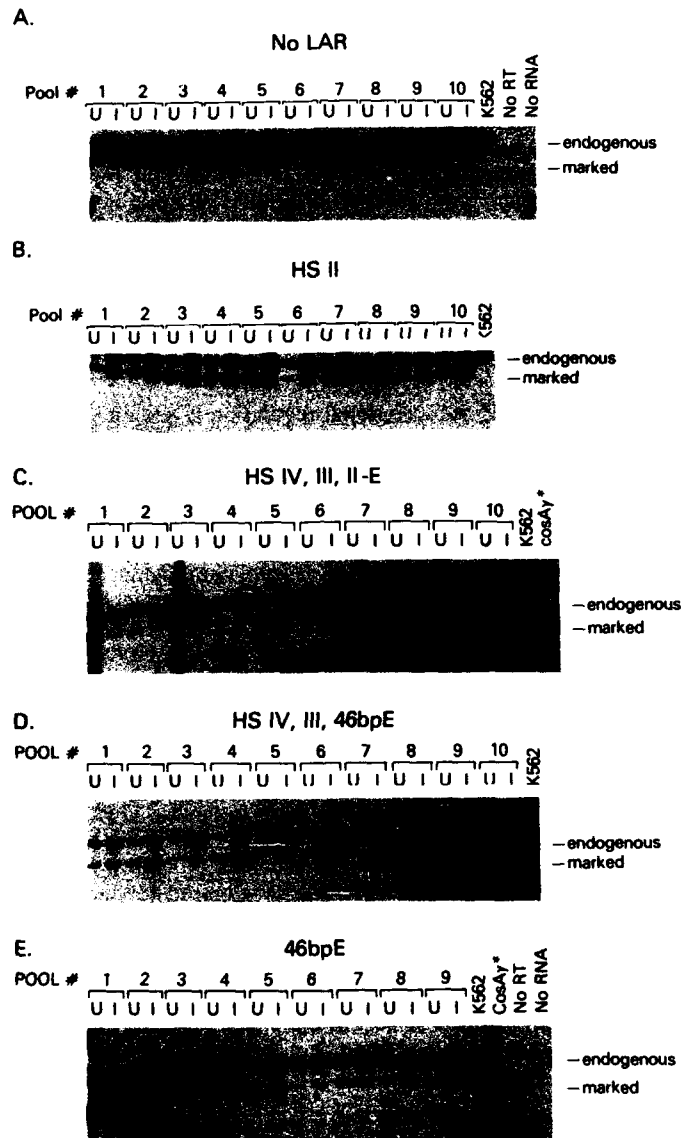 A.
No LAR
Pool # 1 2 3 4 5 6 7 8 9 10 K562 No RT No RNA
U I U I U I U I U I U I U I U I U I U I
– endogenous
– marked
B.
HS II
Pool # 1 2 3 4 5 6 7 8 9 10 K562
U I U I U I U I U I U I U I U I U I U I
– endogenous
– marked
C.
HS IV, III, II-E
POOL # 1 2 3 4 5 6 7 8 9 10 K562 cosAγ*
U I U I U I U I U I U I U I U I U I U I
– endogenous
– marked
D.
HS IV, III, 46bpE
POOL # 1 2 3 4 5 6 7 8 9 10 K562
U I U I U I U I U I U I U I U I U I U I
– endogenous
– marked
E.
46bpE
POOL # 1 2 3 4 5 6 7 8 9 K562 CosAγ* No RT No RNA
U I U I U I U I U I U I U I U I U I
– endogenous
– marked